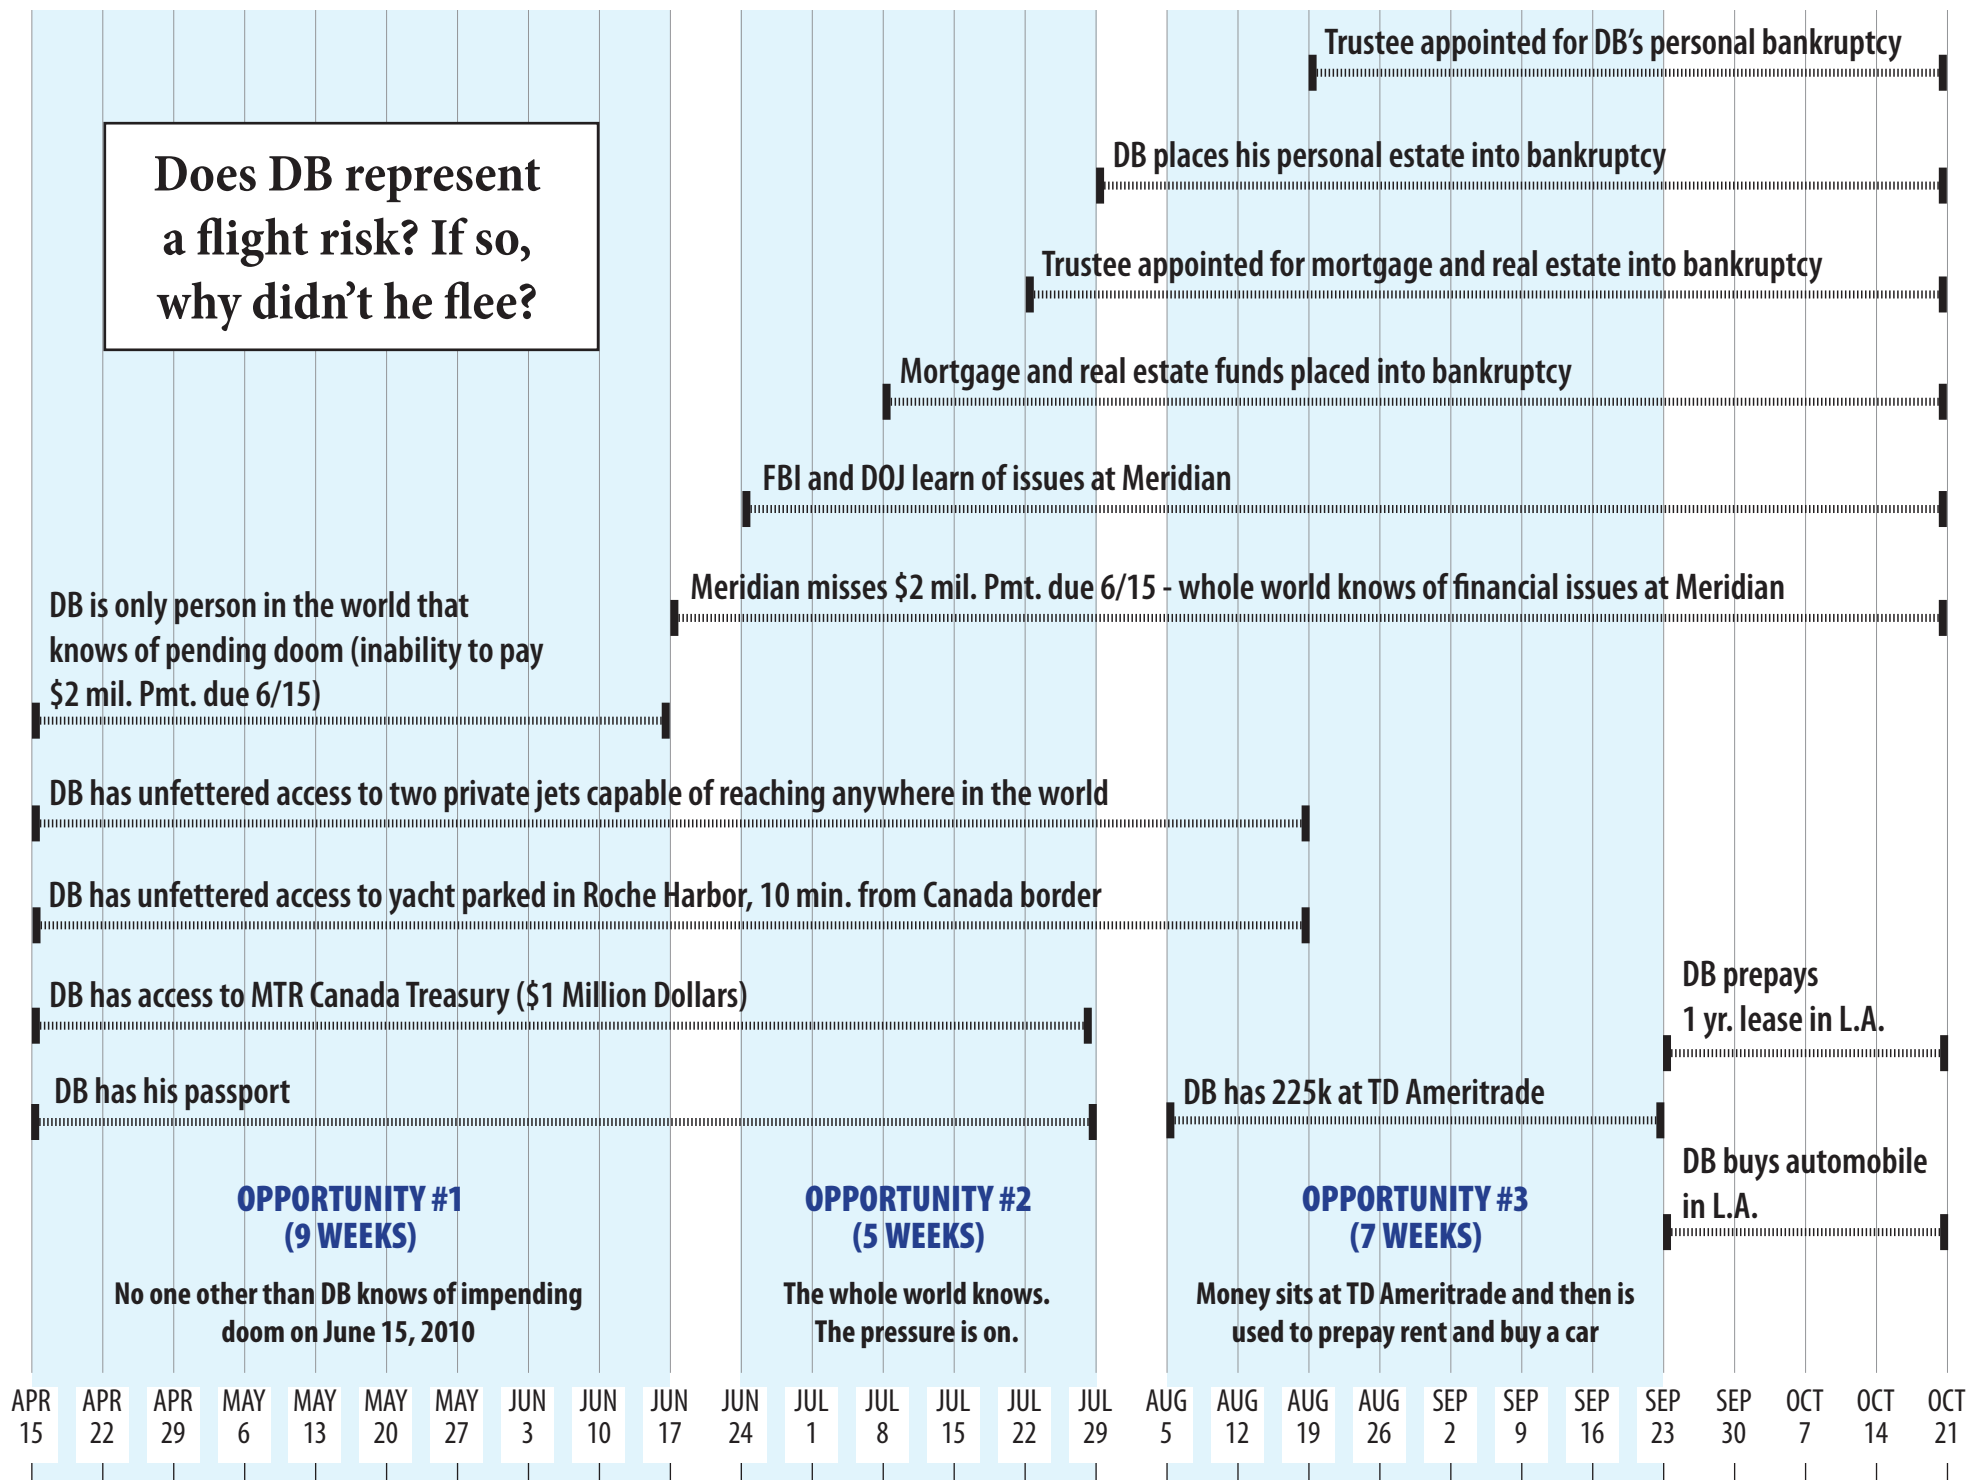 Trustee appointed for DB's personal bankruptcy
DB places his personal estate into bankruptcy
Does DB represent
a flight risk? If so,
why didn't he flee?
Trustee appointed for mortgage and real estate into bankruptcy
Mortgage and real estate funds placed into bankruptcy
FBI and DOJ learn of issues at Meridian
Meridian misses $2 mil. Pmt. due 6/15 - whole world knows of financial issues at Meridian
DB is only person in the world that
knows of pending doom (inability to pay
$2 mil. Pmt. due 6/15)
DB has unfettered access to two private jets capable of reaching anywhere in the world
DB has unfettered access to yacht parked in Roche Harbor, 10 min. from Canada border
DB has access to MTR Canada Treasury ($1 Million Dollars)
DB prepays
1 yr. lease in L.A.
DB has his passport
DB has 225k at TD Ameritrade
DB buys automobile
in L.A.
OPPORTUNITY #1
(9 WEEKS)
No one other than DB knows of impending
doom on June 15, 2010
OPPORTUNITY #2
(5 WEEKS)
The whole world knows.
The pressure is on.
OPPORTUNITY #3
(7 WEEKS)
Money sits at TD Ameritrade and then is
used to prepay rent and buy a car
APR APR APR MAY MAY MAY MAY JUN JUN JUN JUN JUL JUL JUL JUL JUL AUG AUG AUG AUG SEP SEP SEP SEP SEP OCT OCT OCT
15 22 29 6 13 20 27 3 10 17 24 1 8 15 22 29 5 12 19 26 2 9 16 23 30 7 14 21